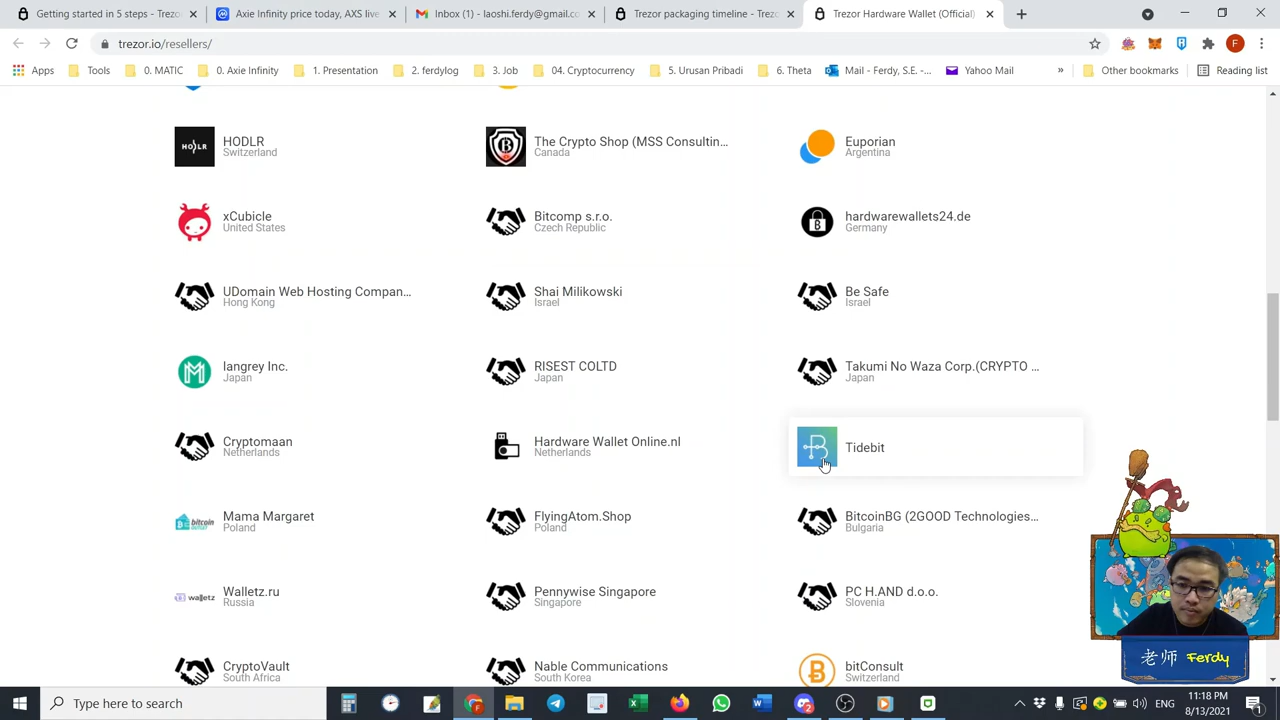 Getting started in 5 steps - Trezor
Axie Infinity price today, AXS live
Inbox (1) - laoshi.ferdy@gmail.co
Trezor packaging timeline - Trezo
Trezor Hardware Wallet (Official)
trezor.io/resellers/
F
Apps
Tools
0. MATIC
0. Axie Infinity
1. Presentation
2. ferdylog
3. Job
04. Cryptocurrency
5. Urusan Pribadi
6. Theta
Mail - Ferdy, S.E. -...
Yahoo Mail
»
Other bookmarks
Reading list
HODLR
HODLR
Switzerland
The Crypto Shop (MSS Consultin...
Canada
Euporian
Argentina
xCubicle
United States
Bitcomp s.r.o.
Czech Republic
hardwarewallets24.de
Germany
UDomain Web Hosting Compan...
Hong Kong
Shai Milikowski
Israel
Be Safe
Israel
Iangrey Inc.
Japan
RISEST COLTD
Japan
Takumi No Waza Corp.(CRYPTO ...
Japan
Cryptomaan
Netherlands
Hardware Wallet Online.nl
Netherlands
Tidebit
bitcoin
Mama Margaret
Poland
FlyingAtom.Shop
Poland
BitcoinBG (2GOOD Technologies...
Bulgaria
walletz
Walletz.ru
Russia
Pennywise Singapore
Singapore
PC H.AND d.o.o.
Slovenia
CryptoVault
South Africa
Nable Communications
South Korea
bitConsult
Switzerland
老师 Ferdy
Type here to search
11:18 PM
8/13/2021